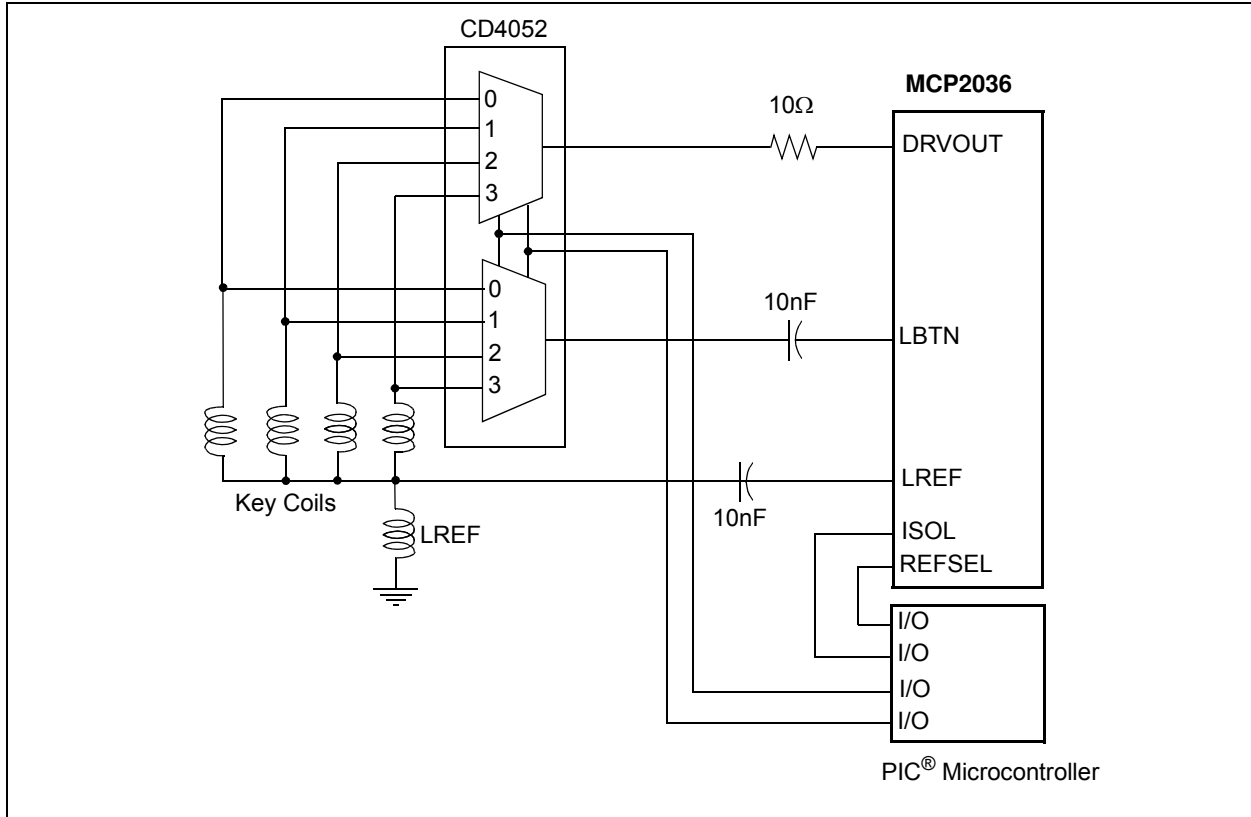 CD4052
MCP2036
0
1
2
3
10Ω
DRVOUT
0
1
2
3
10nF
LBTN
Key Coils
LREF
10nF
LREF
ISOL
REFSEL
I/O
I/O
I/O
I/O
PIC® Microcontroller